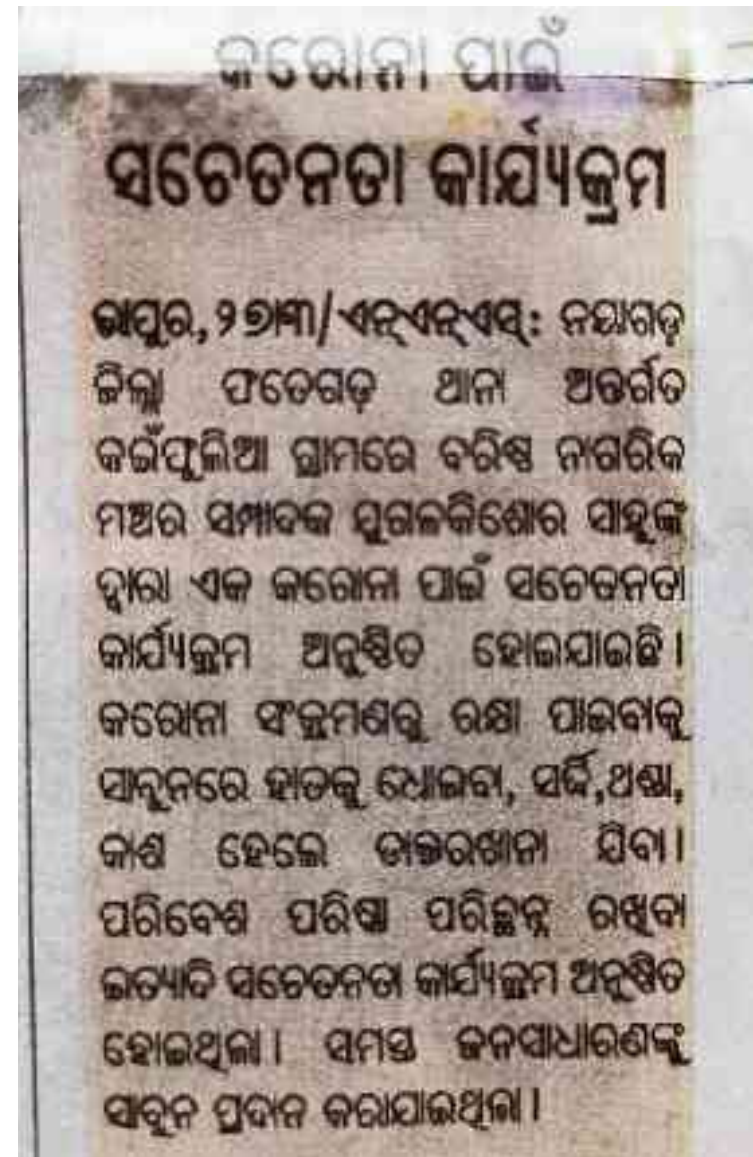 କରୋନା ପାଇଁ
ସଚେତନତା କାର୍ଯ୍ୟକ୍ରମ
ଭାପୁର,୨୭ା୩/ଏନ୍ଏନ୍ଏସ୍: ନୟାଗଡ଼
ଜିଲ୍ଲା ଫତେଗଡ଼ ଥାନା ଅନ୍ତର୍ଗତ
କଇଁଫୁଲିଆ ଗ୍ରାମରେ ବରିଷ୍ଠ ନାଗରିକ
ମଞ୍ଚର ସମ୍ପାଦକ ଯୁଗଳକିଶୋର ସାହୁଙ୍କ
ଦ୍ୱାରା ଏକ କରୋନା ପାଇଁ ସଚେତନତା
କାର୍ଯ୍ୟକ୍ରମ ଅନୁଷ୍ଠିତ ହୋଇଯାଇଛି।
କରୋନା ସଂକ୍ରମଣରୁ ରକ୍ଷା ପାଇବାକୁ
ସାବୁନରେ ହାତକୁ ଧୋଇବା, ସର୍ଦ୍ଦି,ଥଣ୍ଡା,
କାଶ ହେଲେ ଡାକ୍ତରଖାନା ଯିବା।
ପରିବେଶ ପରିଷ୍କା ପରିଚ୍ଛନ୍ନ ରଖିବା
ଇତ୍ୟାଦି ସଚେତନତା କାର୍ଯ୍ୟକ୍ରମ ଅନୁଷ୍ଠିତ
ହୋଇଥିଲା। ସମସ୍ତ ଜନସାଧାରଣଙ୍କୁ
ସାବୁନ ପ୍ରଦାନ କରାଯାଇଥିଲା।